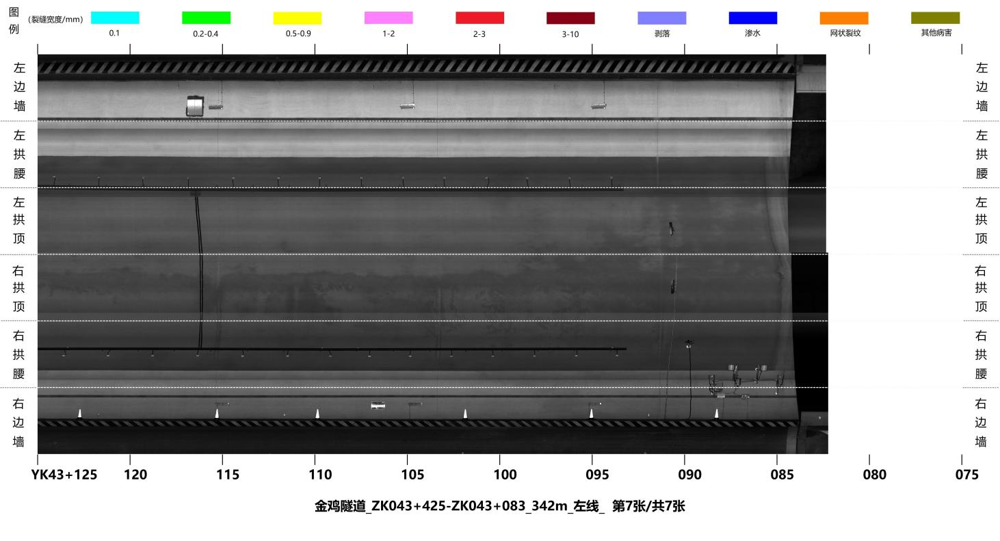 图例
(裂缝宽度/mm)
0.1
0.2-0.4
0.5-0.9
1-2
2-3
3-10
剥落
渗水
网状裂纹
其他病害
左边墙
左边墙
左拱腰
左拱腰
左拱顶
左拱顶
右拱顶
右拱顶
右拱腰
右拱腰
右边墙
右边墙
YK43+125
120
115
110
105
100
095
090
085
080
075
金鸡隧道_ZK043+425-ZK043+083_342m_左线_ 第7张/共7张